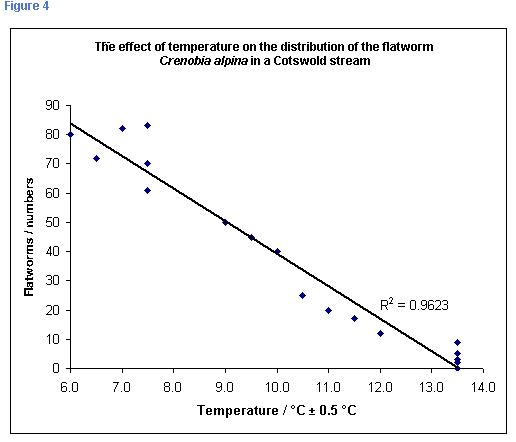 Figure 4
The effect of temperature on the distribution of the flatworm
Crenobia alpina in a Cotswold stream
90
80
70
60
50
40
30
20
10
0
Flatworms / numbers
R² = 0.9623
6.0 7.0 8.0 9.0 10.0 11.0 12.0 13.0 14.0
Temperature / °C ± 0.5 °C